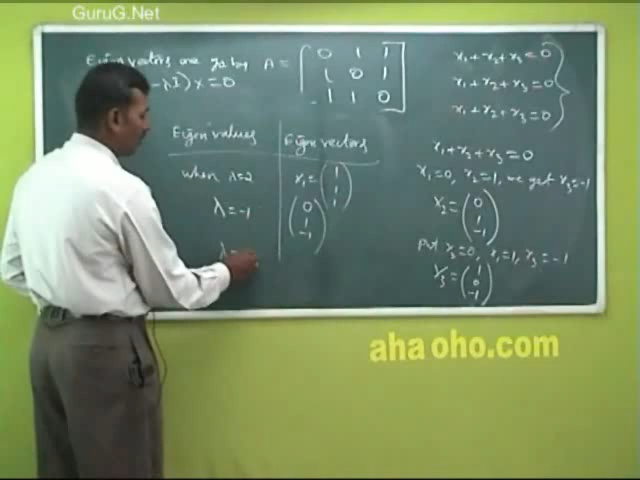 GuruG.Net
Eigen vectors are gn by A = [ 0 1 1
1 0 1
1 1 0 ]
-λI) x = 0
Eigen values Eigen vectors
when λ=2 x₁ = ( 1
1
1 )
λ = -1 ( 0
1
-1 )
λ =
x₁ + x₂ + x₃ = 0
x₁ + x₂ + x₃ = 0
x₁ + x₂ + x₃ = 0
x₁ + x₂ + x₃ = 0
x₁ = 0, x₂ = 1, we get x₃ = -1
x₂ = ( 0
1
-1 )
Put = 0, x₁ = 1, x₃ = -1
x₃ = ( 1
0
-1 )
aha oho.com